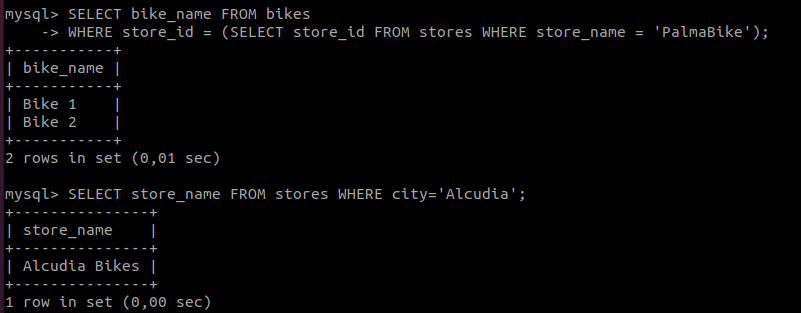 mysql> SELECT bike_name FROM bikes
    -> WHERE store_id = (SELECT store_id FROM stores WHERE store_name = 'PalmaBike');
+-----------+
| bike_name |
+-----------+
| Bike 1    |
| Bike 2    |
+-----------+
2 rows in set (0,01 sec)

mysql> SELECT store_name FROM stores WHERE city='Alcudia';
+---------------+
| store_name    |
+---------------+
| Alcudia Bikes |
+---------------+
1 row in set (0,00 sec)